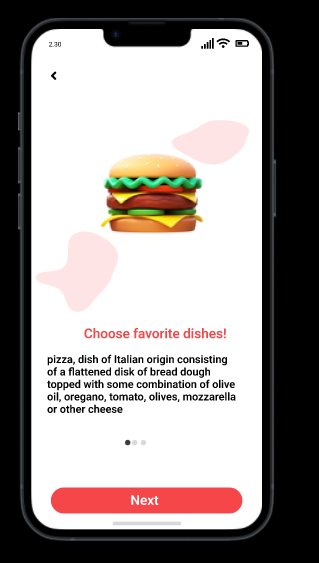 2.30
Choose favorite dishes!
pizza, dish of Italian origin consisting
of a flattened disk of bread dough
topped with some combination of olive
oil, oregano, tomato, olives, mozzarella
or other cheese
Next